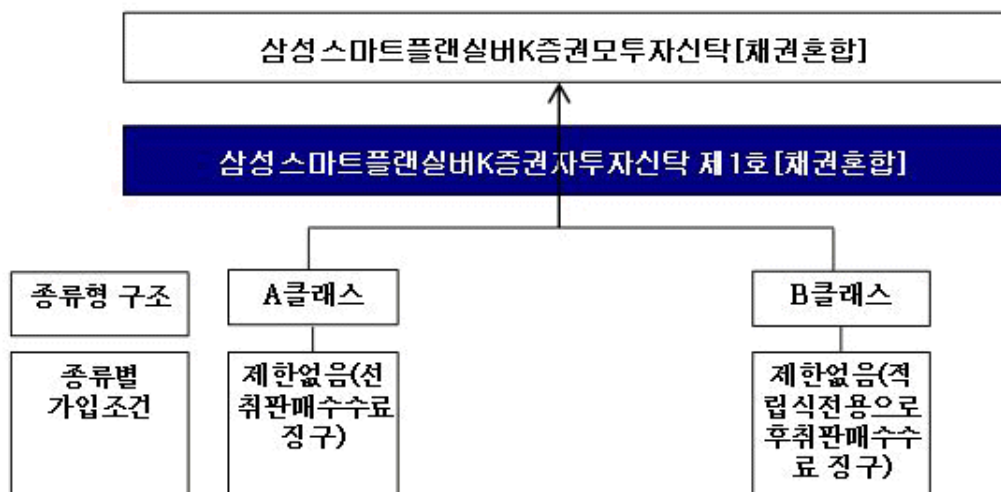 삼성스마트플랜실버K증권모투자신탁[채권혼합]
삼성스마트플랜실버K증권자투자신탁 제1호[채권혼합]
종류형 구조
A클래스
B클래스
종류별
가입조건
제한없음(선
취판매수수료
징구)
제한없음(적
립식전용으로
후취판매수수
료 징구)